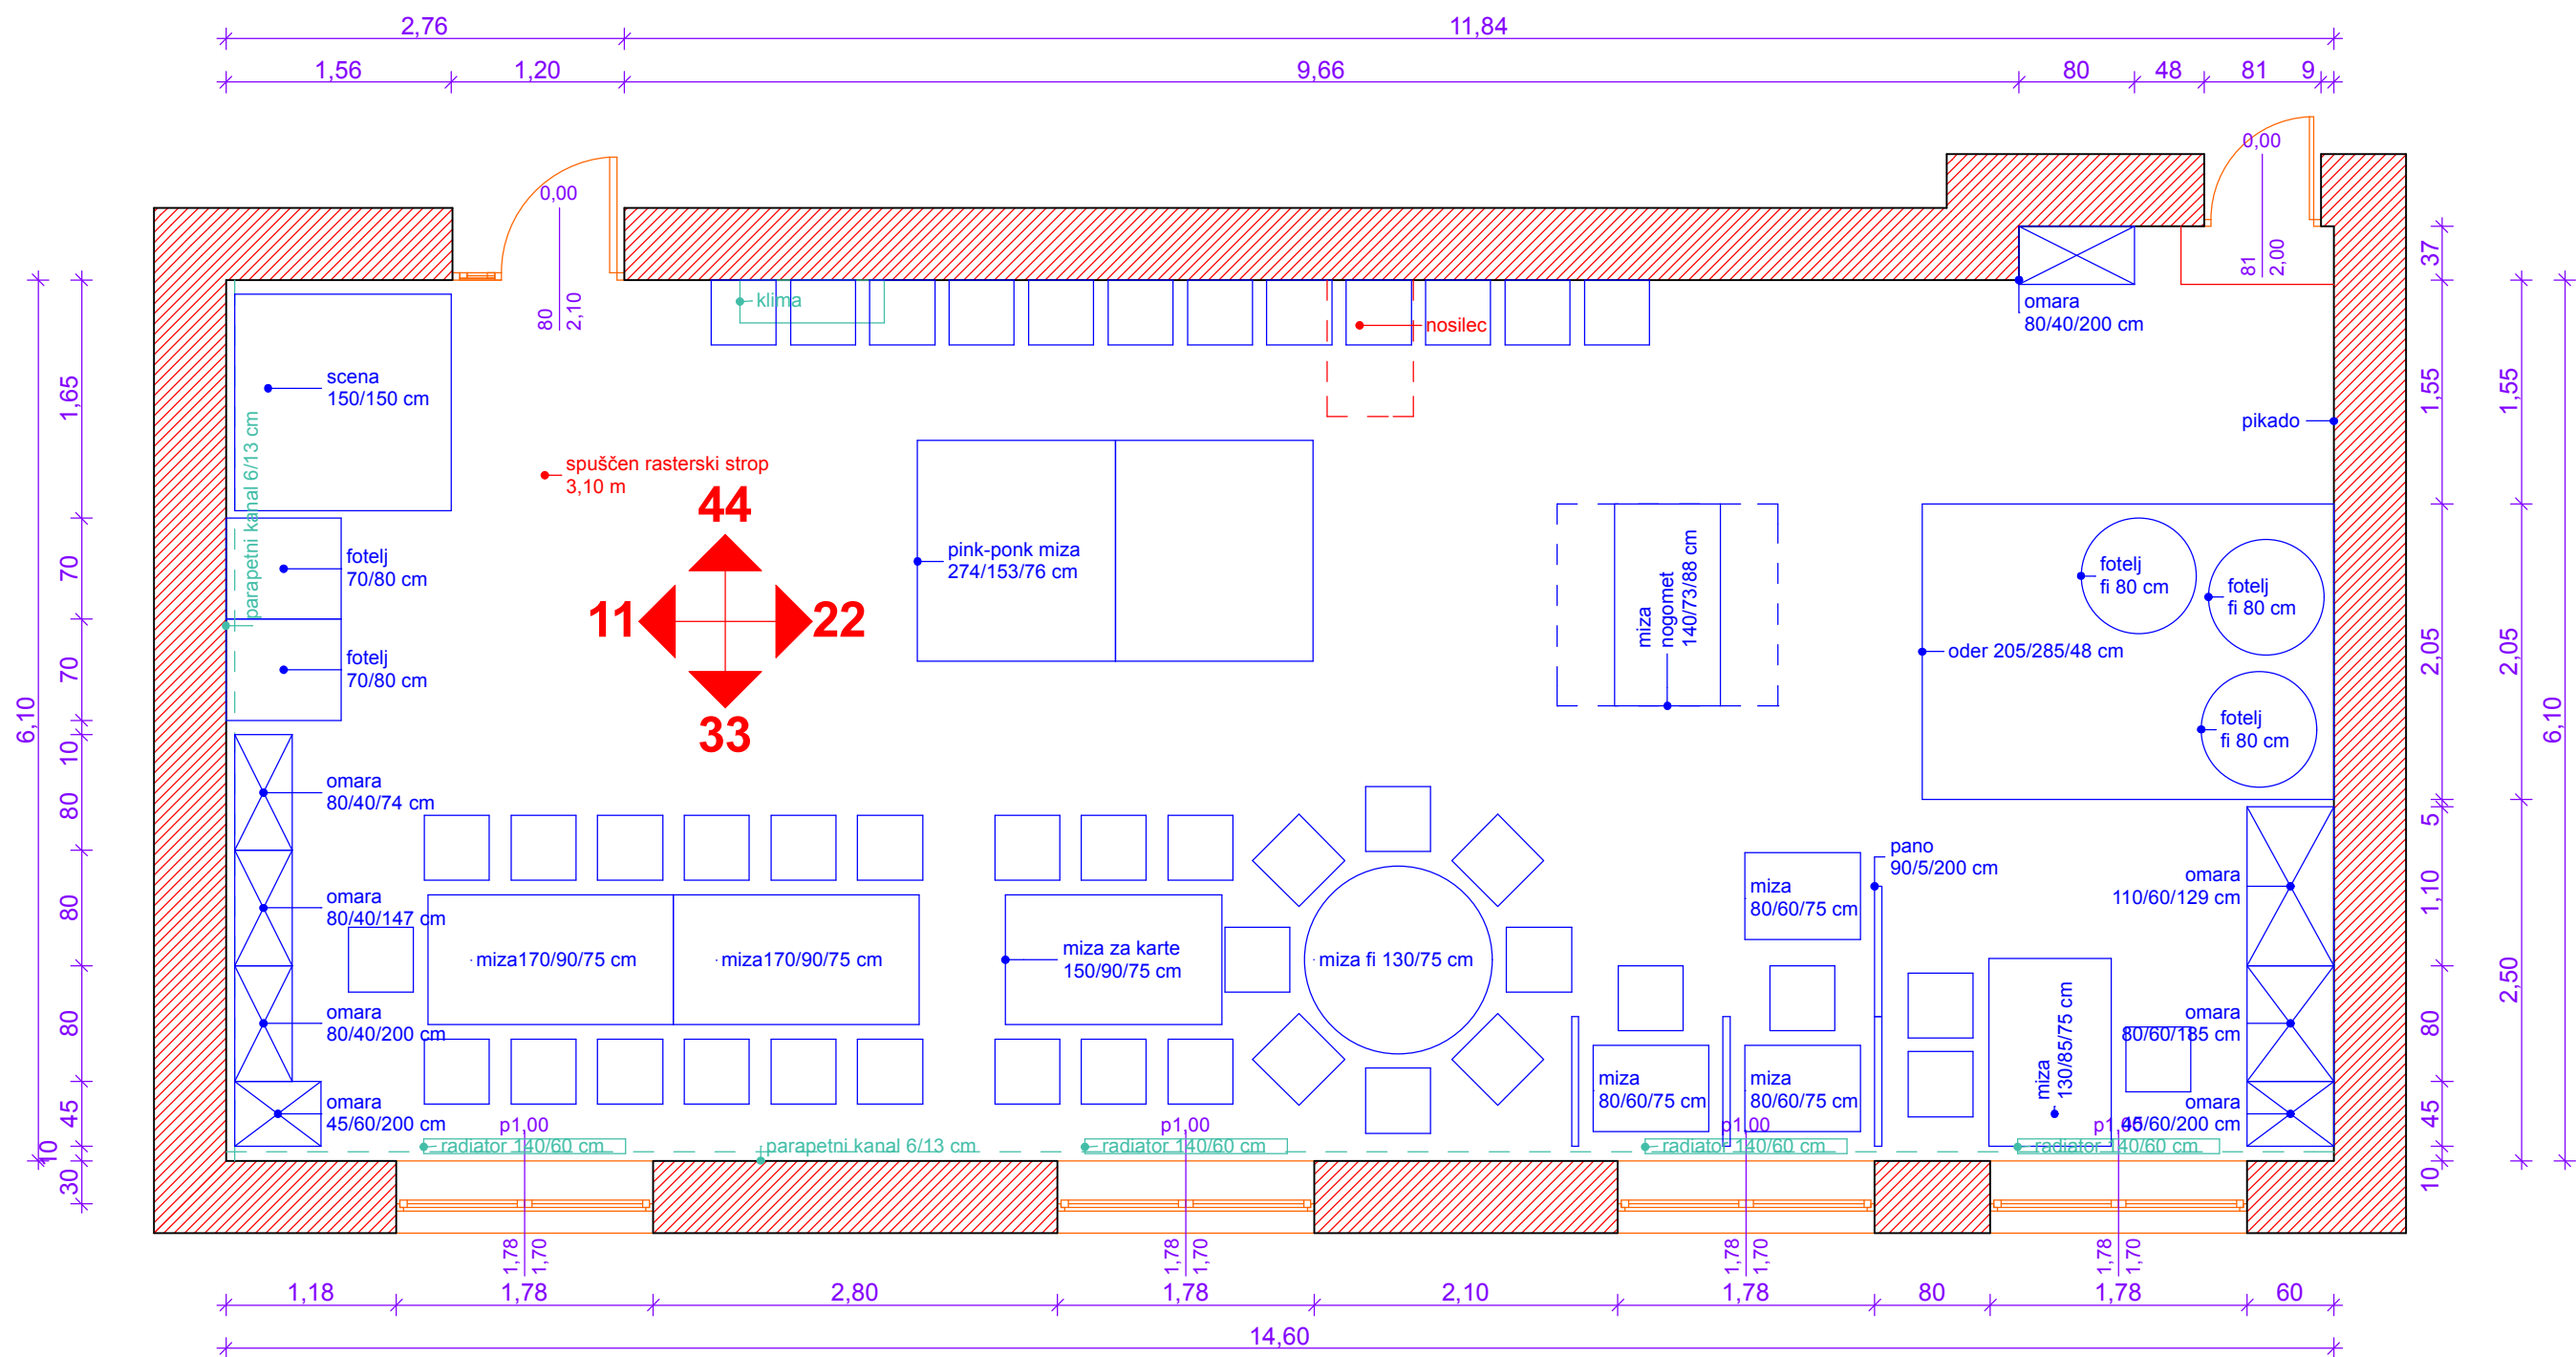 2,76
11,84
1,56
1,20
9,66
80
48
81
9
0,00
80
2,10
0,00
81
2,00
klima
nosilec
omara
80/40/200 cm
scena
150/150 cm
parapetni kanal 6/13 cm
spuščen rasterski strop
3,10 m
44
11
22
33
pikado
fotelj
70/80 cm
fotelj
70/80 cm
pink-ponk miza
274/153/76 cm
miza
nogomet
140/73/88 cm
fotelj
fi 80 cm
fotelj
fi 80 cm
oder 205/285/48 cm
fotelj
fi 80 cm
omara
80/40/74 cm
omara
80/40/147 cm
omara
80/40/200 cm
omara
45/60/200 cm
miza170/90/75 cm
miza170/90/75 cm
miza za karte
150/90/75 cm
miza fi 130/75 cm
pano
90/5/200 cm
miza
80/60/75 cm
miza
80/60/75 cm
miza
80/60/75 cm
miza
130/85/75 cm
omara
110/60/129 cm
omara
80/60/185 cm
omara
45/60/200 cm
p1,00
p1,00
p1,00
p1,00
radiator 140/60 cm
parapetni kanal 6/13 cm
radiator 140/60 cm
radiator 140/60 cm
radiator 140/60 cm
1,78
1,70
1,78
1,70
1,78
1,70
1,78
1,70
1,18
1,78
2,80
1,78
2,10
1,78
80
1,78
60
14,60
6,10
1,65
70
70
10
80
80
80
45
10
30
37
1,55
2,05
5
1,10
80
45
10
1,55
2,05
2,50
6,10